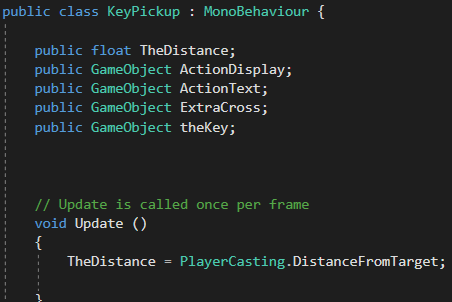 public class KeyPickup : MonoBehaviour {
public float TheDistance;
public GameObject ActionDisplay;
public GameObject ActionText;
public GameObject ExtraCross;
public GameObject theKey;
// Update is called once per frame
void Update ()
{
TheDistance = PlayerCasting.DistanceFromTarget;
}